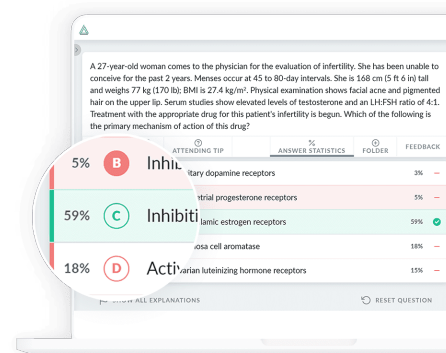 A 27-year-old woman comes to the physician for the evaluation of infertility. She has been unable to
conceive for the past 2 years. Menses occur at 45 to 80-day intervals. She is 168 cm (5 ft 6 in) tall
and weighs 77 kg (170 lb); BMI is 27.4 kg/m². Physical examination shows facial acne and pigmented
hair on the upper lip. Serum studies show elevated levels of testosterone and an LH:FSH ratio of 4:1.
Treatment with the appropriate drug for this patient's infertility is begun. Which of the following is
the primary mechanism of action of this drug?
ATTENDING TIP
ANSWER STATISTICS
FOLDER
FEEDBACK
itary dopamine receptors 3%
5% B Inhib
etrial progesterone receptors 5%
59% C Inhibiti
lamic estrogen receptors 59%
osa cell aromatase 18%
18% D Activ
varian luteinizing hormone receptors 15%
ALL EXPLANATIONS
RESET QUESTION